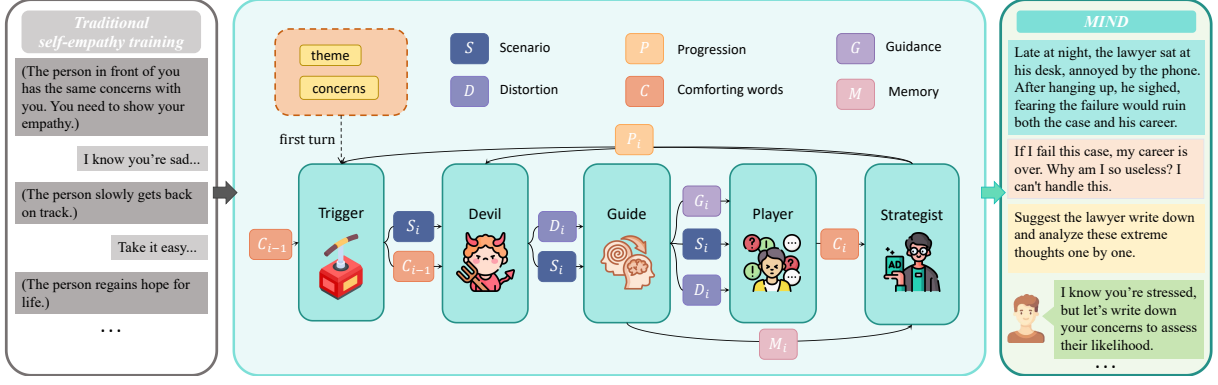 Traditional
self-empathy training
(The person in front of you
has the same concerns with
you. You need to show your
empathy.)
I know you're sad...
(The person slowly gets back
on track.)
Take it easy...
(The person regains hope for
life.)
...
theme
concerns
first turn
S Scenario
D Distortion
P Progression
C Comforting words
G Guidance
M Memory
P_i
C_{i-1}
Trigger
S_i
C_{i-1}
Devil
D_i
S_i
Guide
G_i
S_i
D_i
Player
C_i
Strategist
AD
M_i
MIND
Late at night, the lawyer sat at
his desk, annoyed by the phone.
After hanging up, he sighed,
fearing the failure would ruin
both the case and his career.
If I fail this case, my career is
over. Why am I so useless? I
can't handle this.
Suggest the lawyer write down
and analyze these extreme
thoughts one by one.
I know you're stressed,
but let's write down
your concerns to assess
their likelihood.
...